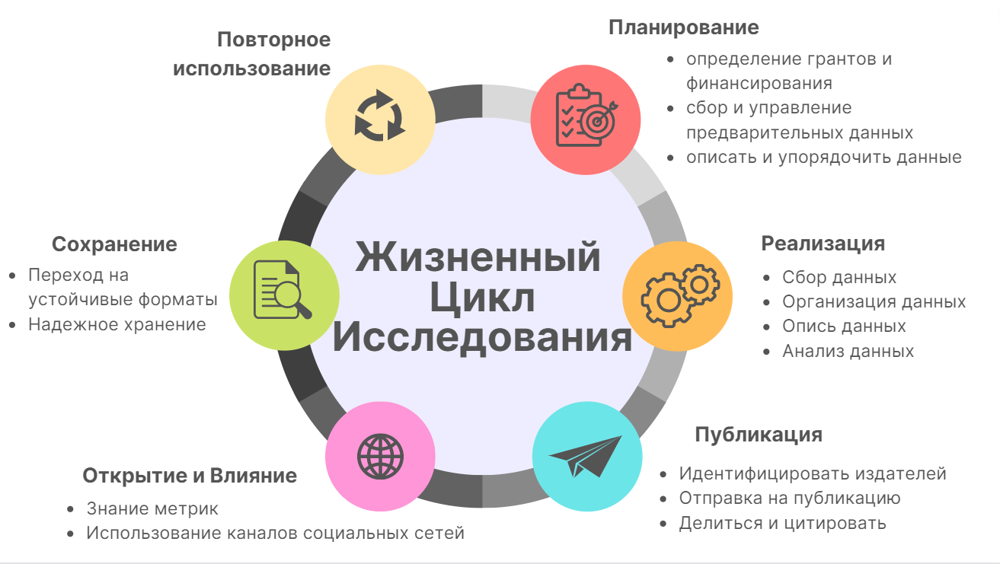 Жизненный
Цикл
Исследования
Планирование
• определение грантов и
финансирования
• сбор и управление
предварительных данных
• описать и упорядочить данные
Реализация
• Сбор данных
• Организация данных
• Опись данных
• Анализ данных
Публикация
• Идентифицировать издателей
• Отправка на публикацию
• Делиться и цитировать
Открытие и Влияние
• Знание метрик
• Использование каналов социальных сетей
Сохранение
• Переход на
устойчивые форматы
• Надежное хранение
Повторное
использование